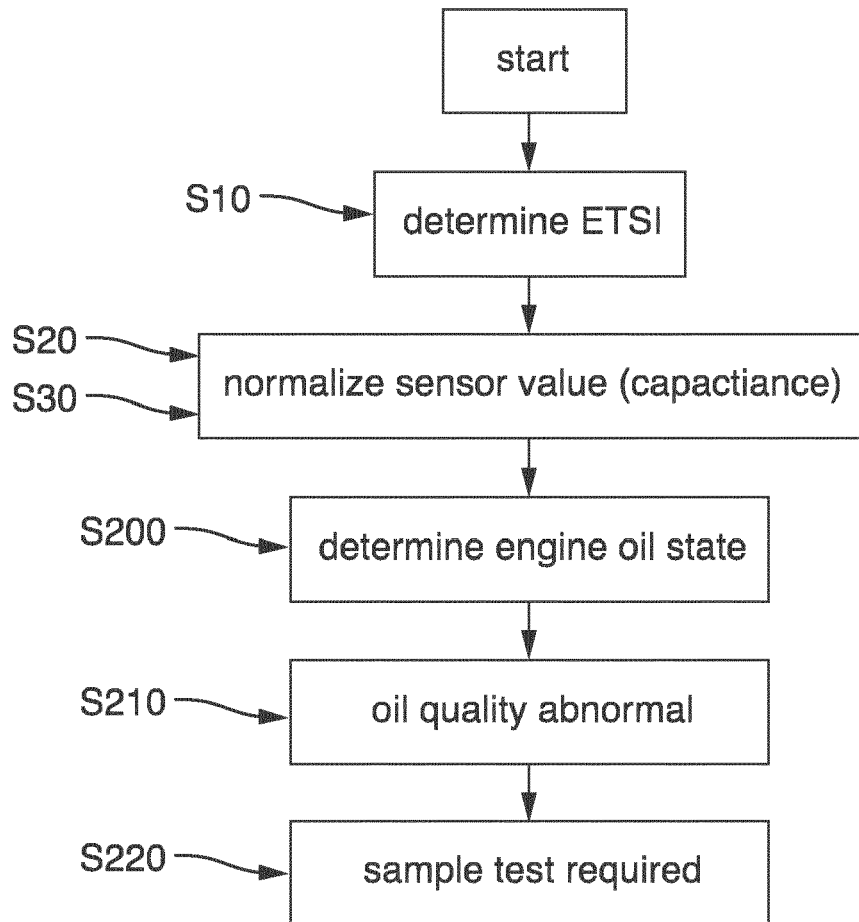 start
S10
determine ETSI
S20
S30
normalize sensor value (capactiance)
S200
determine engine oil state
S210
oil quality abnormal
S220
sample test required